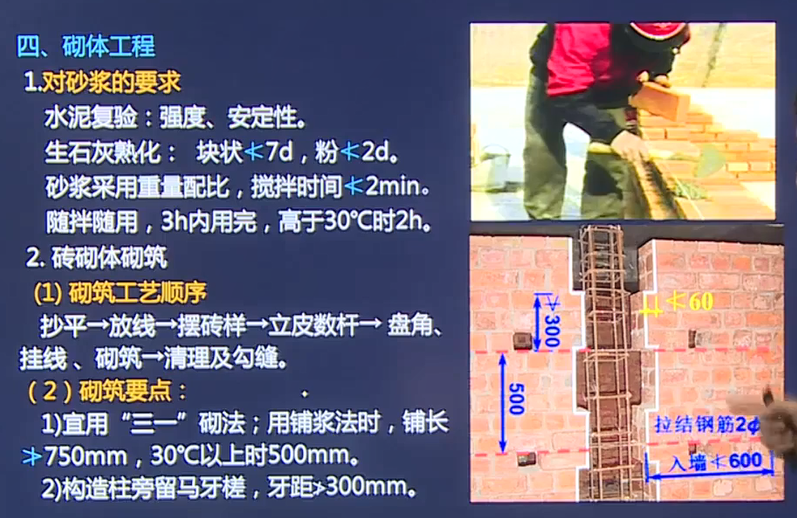 四、砌体工程
1.对砂浆的要求
水泥复验：强度、安定性。
生石灰熟化： 块状≮7d，粉≮2d。
砂浆采用重量配比，搅拌时间≮2min。
随拌随用，3h内用完，高于30℃时2h。
2. 砖砌体砌筑
(1) 砌筑工艺顺序
抄平→放线→摆砖样→立皮数杆→ 盘角、
挂线 、砌筑→清理及勾缝。
（2）砌筑要点：
1)宜用“三一”砌法；用铺浆法时，铺长
≯750mm，30℃以上时500mm。
2)构造柱旁留马牙槎，牙距≯300mm。
≮60
≯300
500
拉结钢筋2ф
入墙≮600